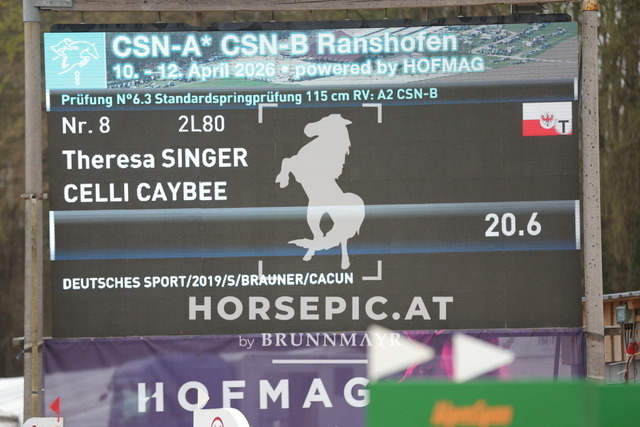 CSN-A* CSN-B Ranshofen
10. - 12. April 2026 • powered by HOFMAG
Prüfung N°6.3 Standardspringprüfung 115 cm RV: A2 CSN-B
Nr. 8 2L80
T
Theresa SINGER
CELLI CAYBEE
20.6
DEUTSCHES SPORT/2019/S/BRAUNER/CACUN
HORSEPIC.AT
by BRUNNMAYR
HOFMAG